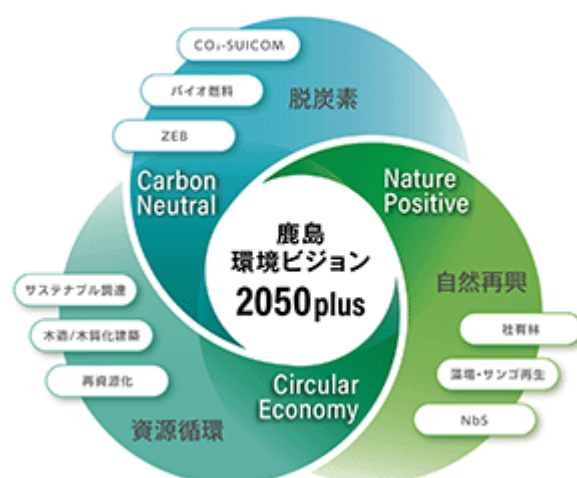 CO₂-SUICOM
バイオ燃料
ZEB
脱炭素
Carbon
Neutral
Nature
Positive
鹿島
環境ビジョン
2050plus
自然再興
社有林
藻場・サンゴ再生
NbS
サステナブル調達
木造/木質化建築
再資源化
資源循環
Circular
Economy